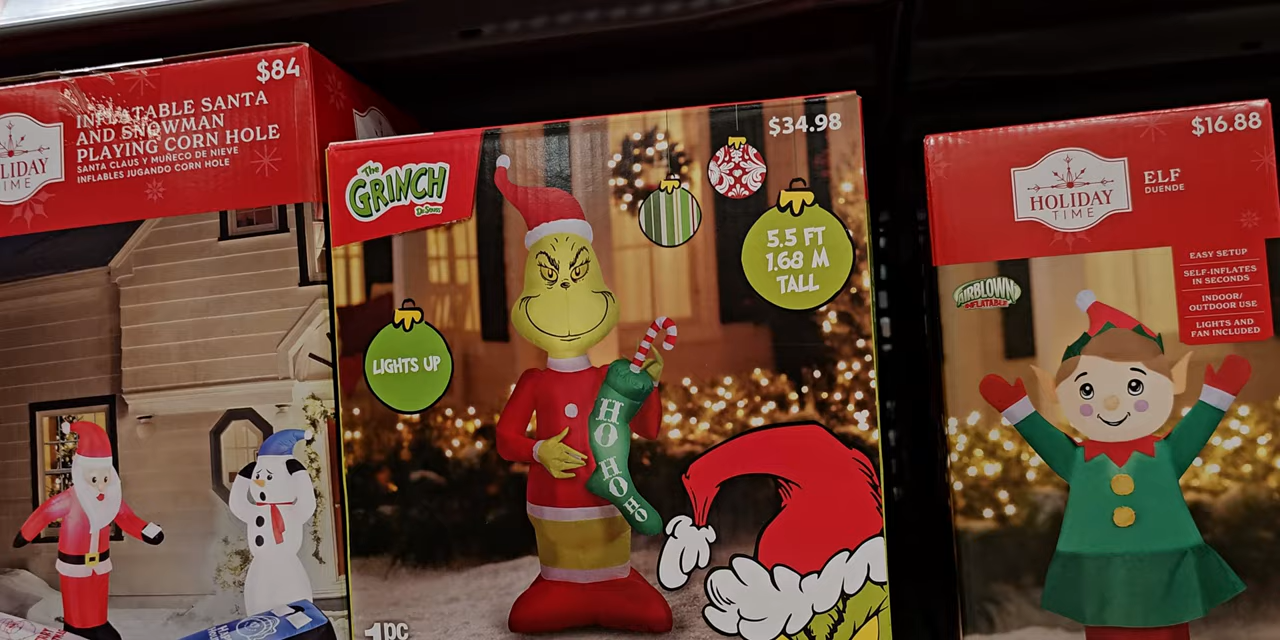 $84
INFLATABLE SANTA
AND SNOWMAN
PLAYING CORN HOLE
SANTA CLAUS Y MUÑECO DE NIEVE
INFLABLES JUGANDO CORN HOLE
The
GRINCH
Dr. Seuss
$34.98
5.5 FT
1.68 M
TALL
LIGHTS UP
HO
HO
HO
HO
1PC
$16.88
HOLIDAY
TIME
ELF
DUENDE
EASY SETUP
SELF-INFLATES
IN SECONDS
INDOOR/
OUTDOOR USE
LIGHTS AND
FAN INCLUDED
AIRBLOWN
INFLATABLE